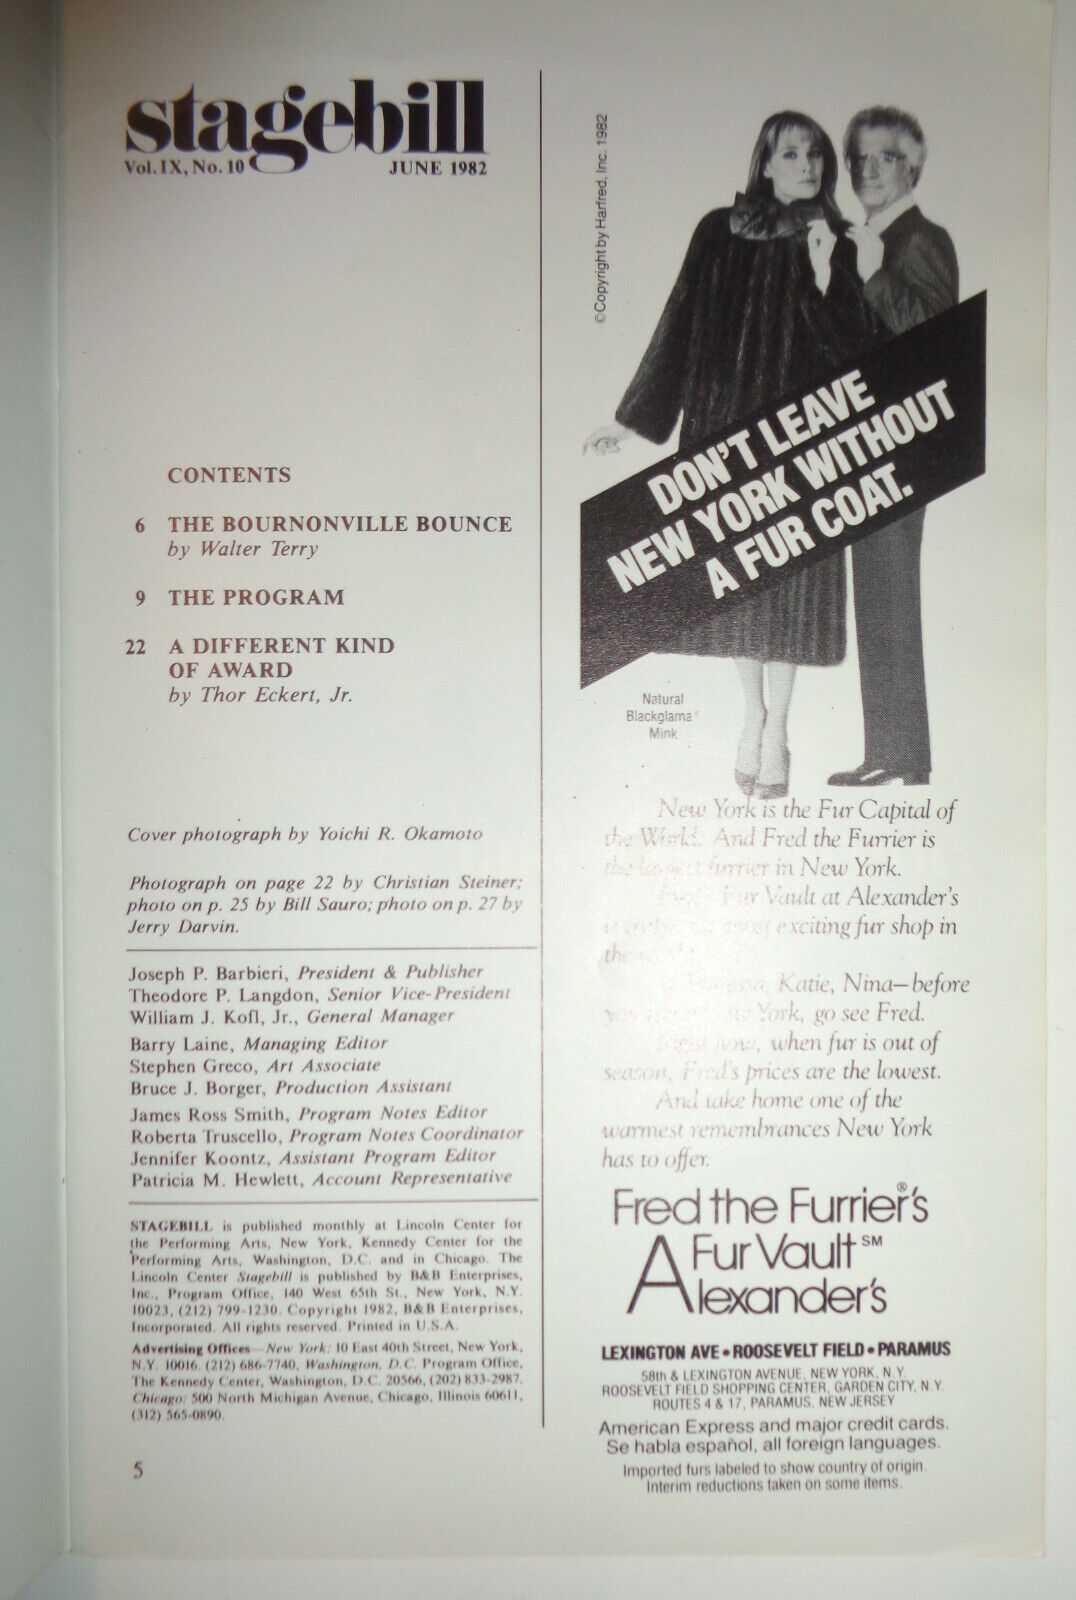 stagebill
Vol. IX, No. 10 JUNE 1982
CONTENTS
6 THE BOURNONVILLE BOUNCE
by Walter Terry
9 THE PROGRAM
22 A DIFFERENT KIND
OF AWARD
by Thor Eckert, Jr.
Cover photograph by Yoichi R. Okamoto
Photograph on page 22 by Christian Steiner;
photo on p. 25 by Bill Sauro; photo on p. 27 by
Jerry Darvin.
Joseph P. Barbieri, President & Publisher
Theodore P. Langdon, Senior Vice-President
William J. Kofl, Jr., General Manager
Barry Laine, Managing Editor
Stephen Greco, Art Associate
Bruce J. Borger, Production Assistant
James Ross Smith, Program Notes Editor
Roberta Truscello, Program Notes Coordinator
Jennifer Koontz, Assistant Program Editor
Patricia M. Hewlett, Account Representative
STAGEBILL is published monthly at Lincoln Center for
the Performing Arts, New York, Kennedy Center for the
Performing Arts, Washington, D.C. and in Chicago. The
Lincoln Center Stagebill is published by B&B Enterprises,
Inc., Program Office, 140 West 65th St., New York, N.Y.
10023, (212) 799-1230. Copyright 1982, B&B Enterprises,
Incorporated. All rights reserved. Printed in U.S.A.
Advertising Offices—New York: 10 East 40th Street, New York,
N.Y. 10016, (212) 686-7740, Washington, D.C. Program Office,
The Kennedy Center, Washington, D.C. 20566, (202) 833-2987.
Chicago: 500 North Michigan Avenue, Chicago, Illinois 60611,
(312) 565-0890.
5
©Copyright by Harfred, Inc. 1982
DON'T LEAVE
NEW YORK WITHOUT
A FUR COAT.
Natural
Blackglama®
Mink
New York is the Fur Capital of
the World. And Fred the Furrier is
the largest furrier in New York.
Fur Vault at Alexander's
exciting fur shop in
the
Katie, Nina—before
you York, go see Fred.
Right now, when fur is out of
season, Fred's prices are the lowest.
And take home one of the
warmest remembrances New York
has to offer.
Fred the Furrier's®
Fur Vault SM
Alexander's
LEXINGTON AVE • ROOSEVELT FIELD • PARAMUS
58th & LEXINGTON AVENUE, NEW YORK, N.Y.
ROOSEVELT FIELD SHOPPING CENTER, GARDEN CITY, N.Y.
ROUTES 4 & 17, PARAMUS, NEW JERSEY
American Express and major credit cards.
Se habla español, all foreign languages.
Imported furs labeled to show country of origin.
Interim reductions taken on some items.